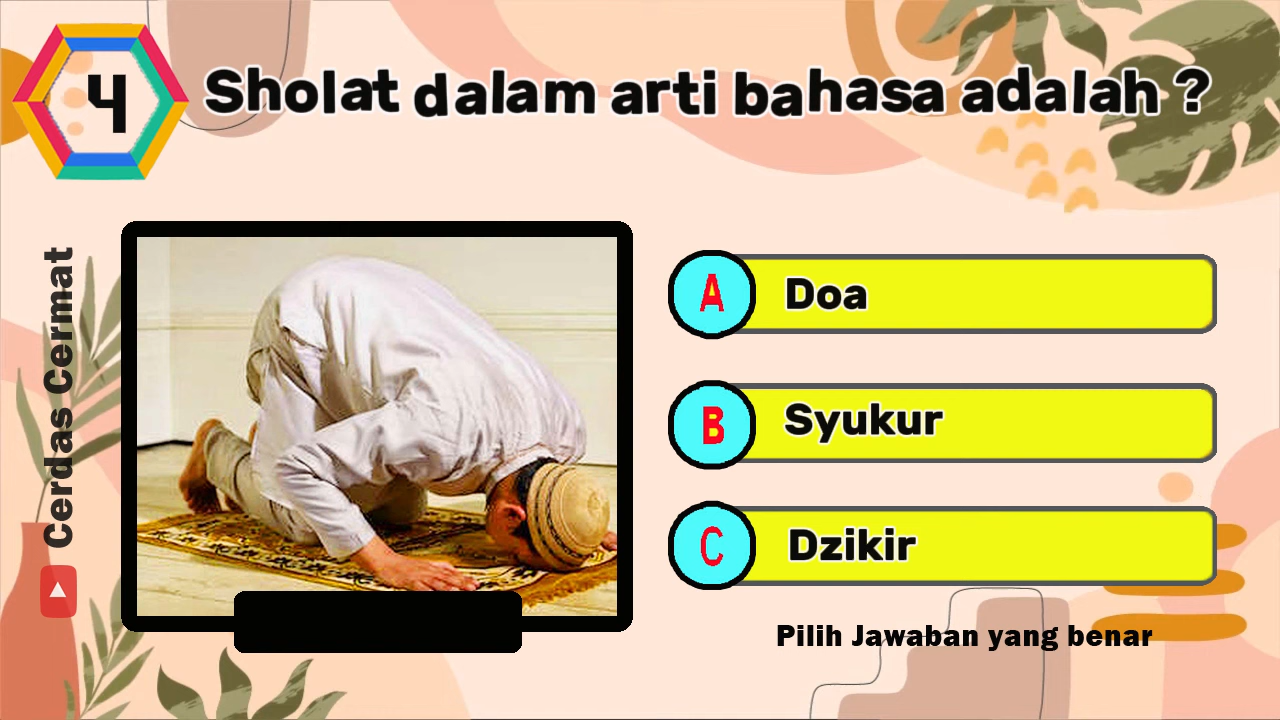 4
Sholat dalam arti bahasa adalah ?
Cerdas Cermat
A
Doa
B
Syukur
C
Dzikir
Pilih Jawaban yang benar